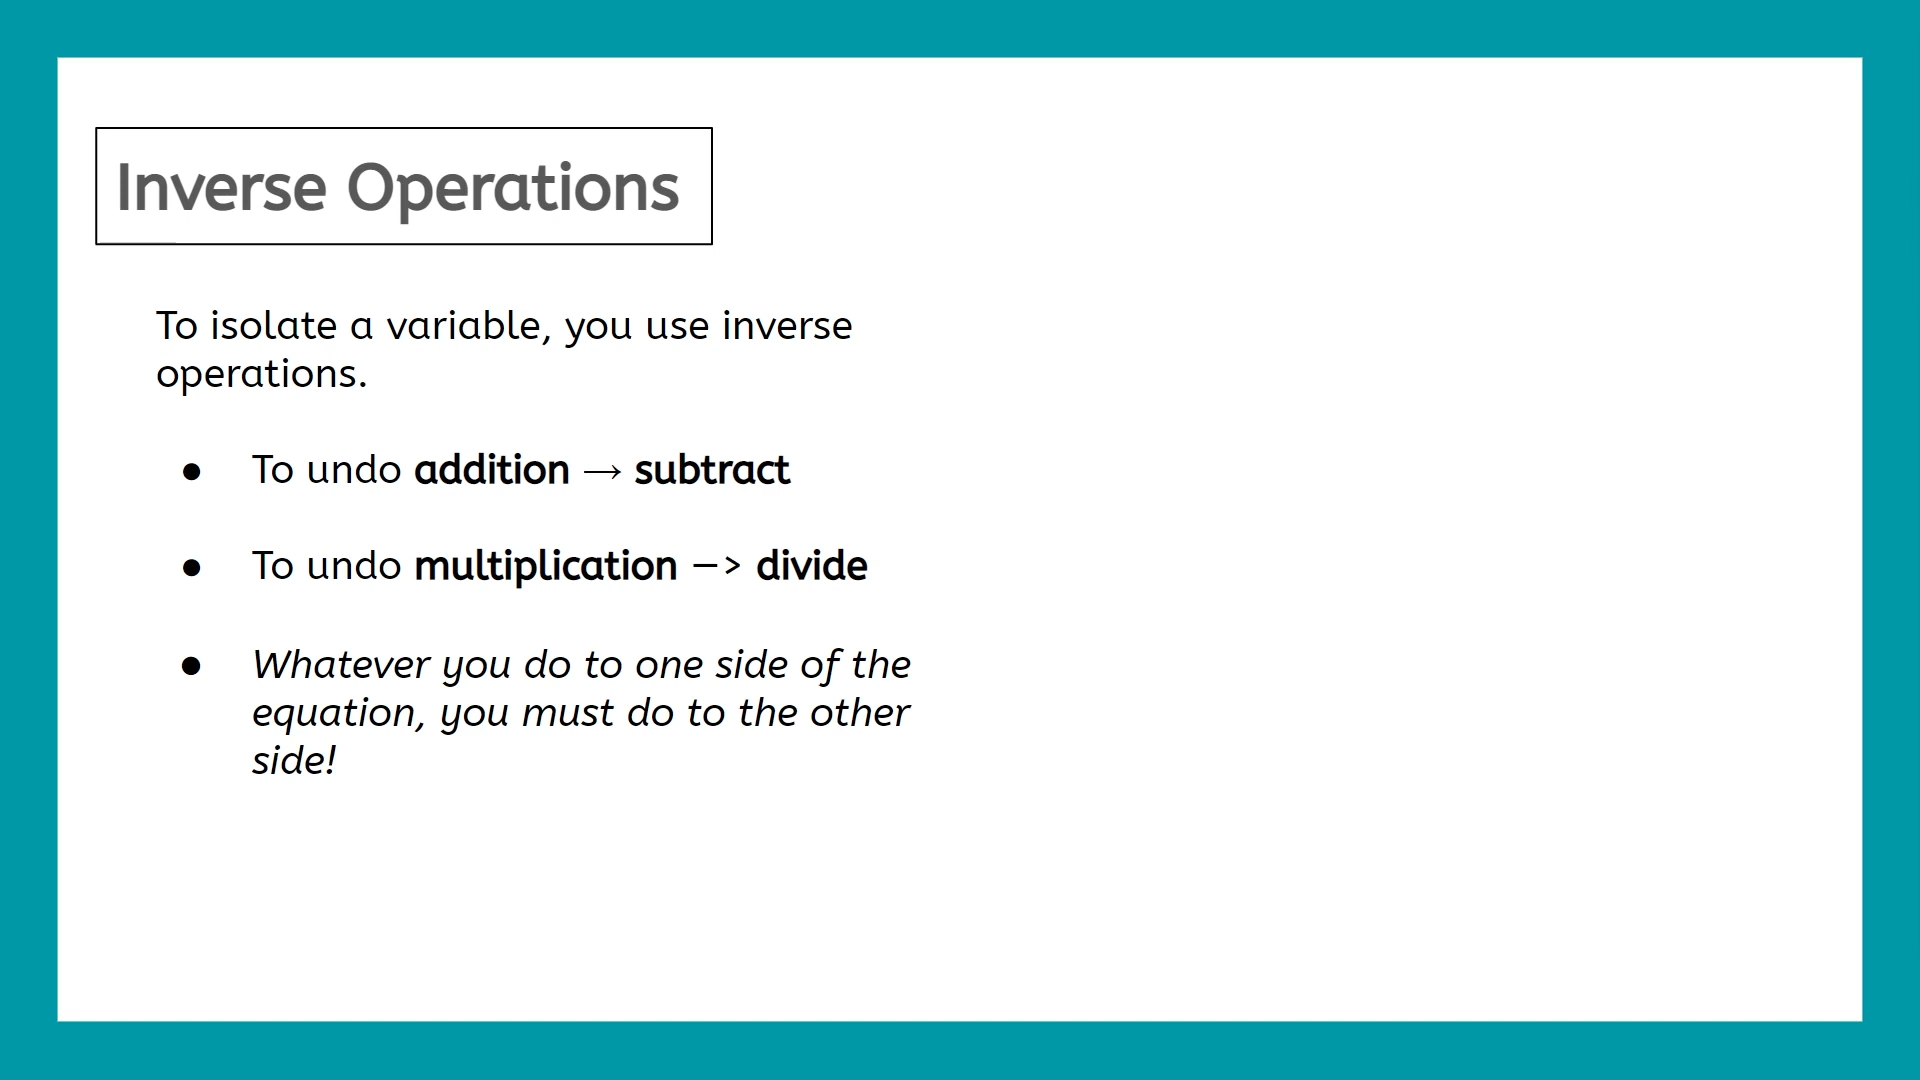 Inverse Operations
To isolate a variable, you use inverse
operations.
● To undo addition → subtract
● To undo multiplication —> divide
● Whatever you do to one side of the
equation, you must do to the other
side!